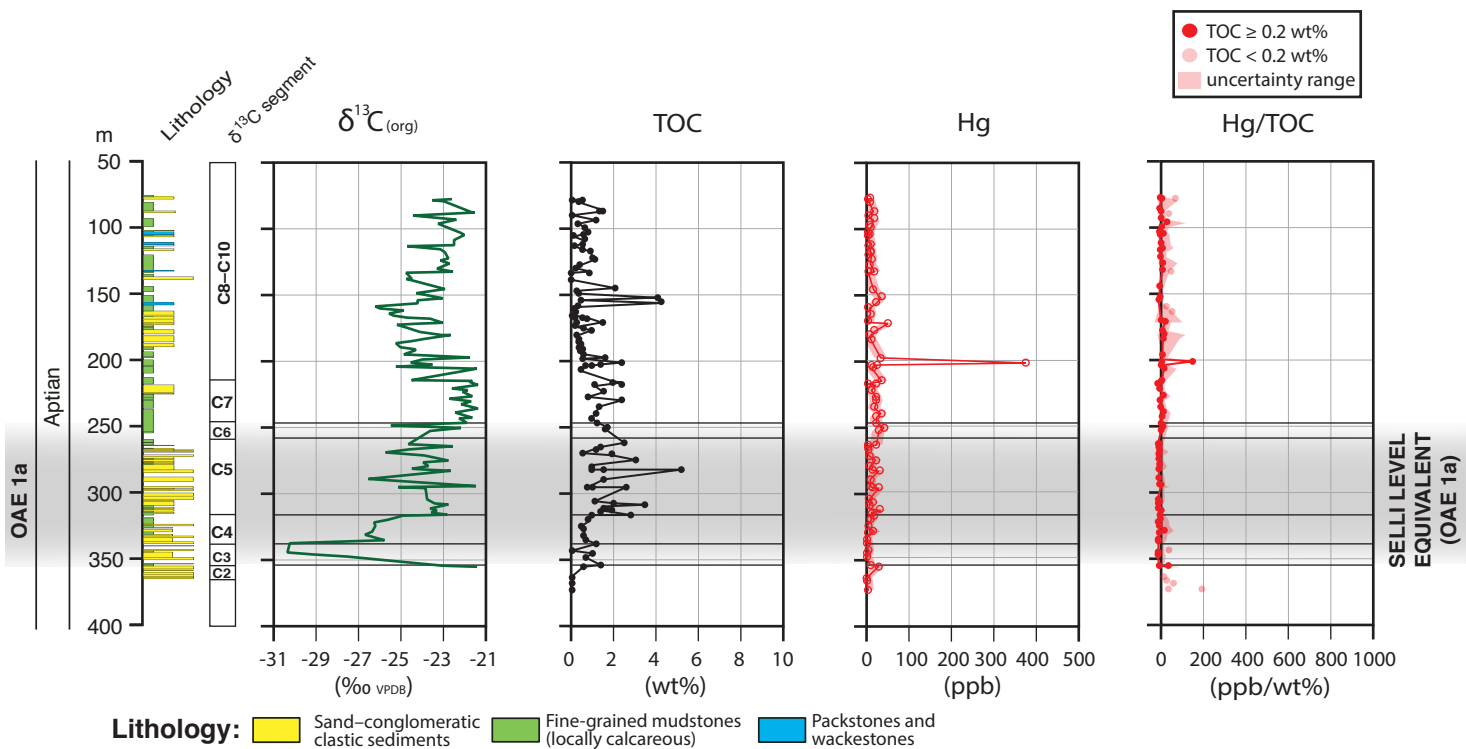 TOC ≥ 0.2 wt%
TOC < 0.2 wt%
uncertainty range
m
Lithology
δ13C segment
δ13C (org)
TOC
Hg
Hg/TOC
50
100
150
200
250
300
350
400
OAE 1a
Aptian
C8–C10
C7
C6
C5
C4
C3
C2
SELLI LEVEL
EQUIVALENT
(OAE 1a)
-31 -29 -27 -25 -23 -21
(‰ VPDB)
0 2 4 6 8 10
(wt%)
0 100 200 300 400 500
(ppb)
0 200 400 600 800 1000
(ppb/wt%)
Lithology:
Sand–conglomeratic
clastic sediments
Fine-grained mudstones
(locally calcareous)
Packstones and
wackestones